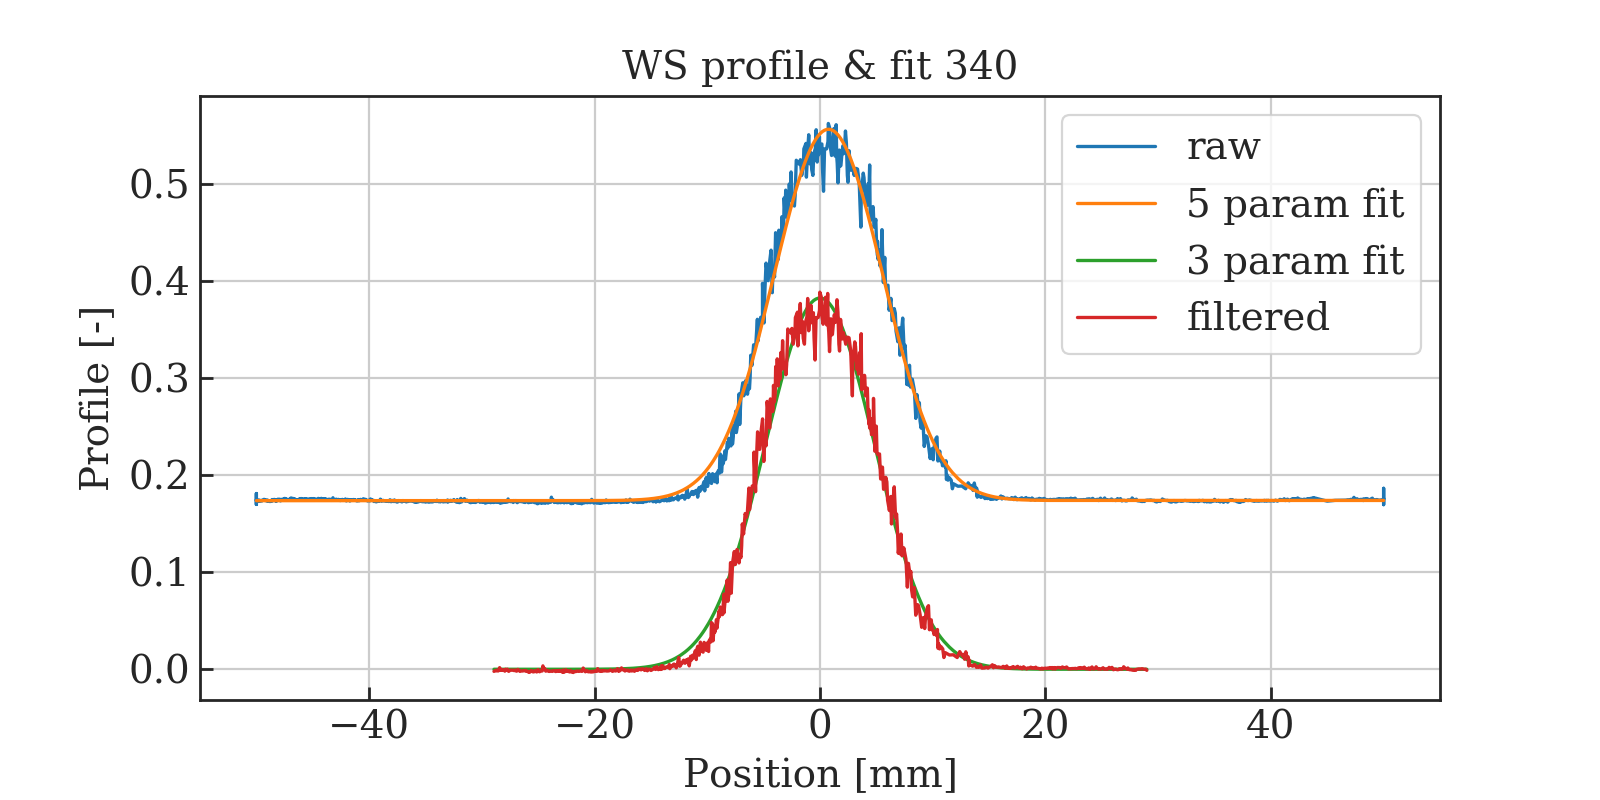 WS profile & fit 340
raw
5 param fit
3 param fit
filtered
Profile [-]
0.5
0.4
0.3
0.2
0.1
0.0
−40 −20 0 20 40
Position [mm]